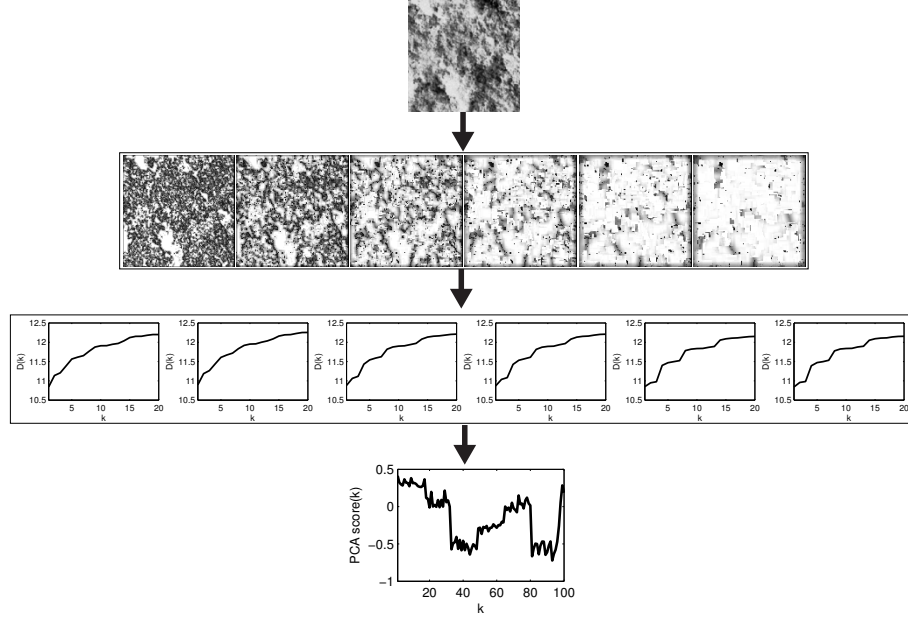 12.5 12.5 12.5 12.5 12.5 12.5
12 12 12 12 12 12
D(k) D(k) D(k) D(k) D(k) D(k)
11.5 11.5 11.5 11.5 11.5 11.5
11 11 11 11 11 11
10.5 10.5 10.5 10.5 10.5 10.5
5 10 15 20 5 10 15 20 5 10 15 20 5 10 15 20 5 10 15 20 5 10 15 20
k k k k k k
0.5
0
PCA score(k)
−0.5
−1
20 40 60 80 100
k